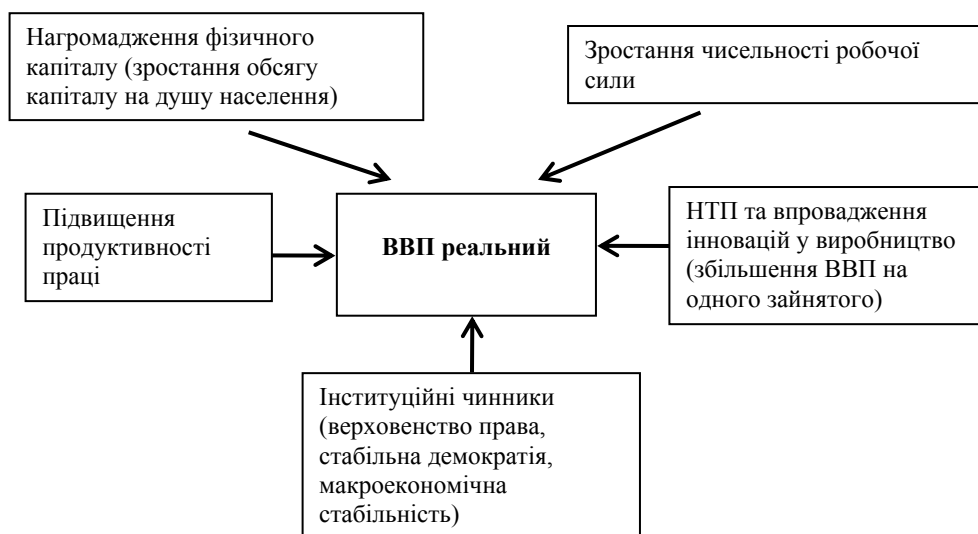 Нагромадження фізичного
капіталу (зростання обсягу
капіталу на душу населення)
Зростання чисельності робочої
сили
Підвищення
продуктивності
праці
ВВП реальний
НТП та впровадження
інновацій у виробництво
(збільшення ВВП на
одного зайнятого)
Інституційні чинники
(верховенство права,
стабільна демократія,
макроекономічна
стабільність)